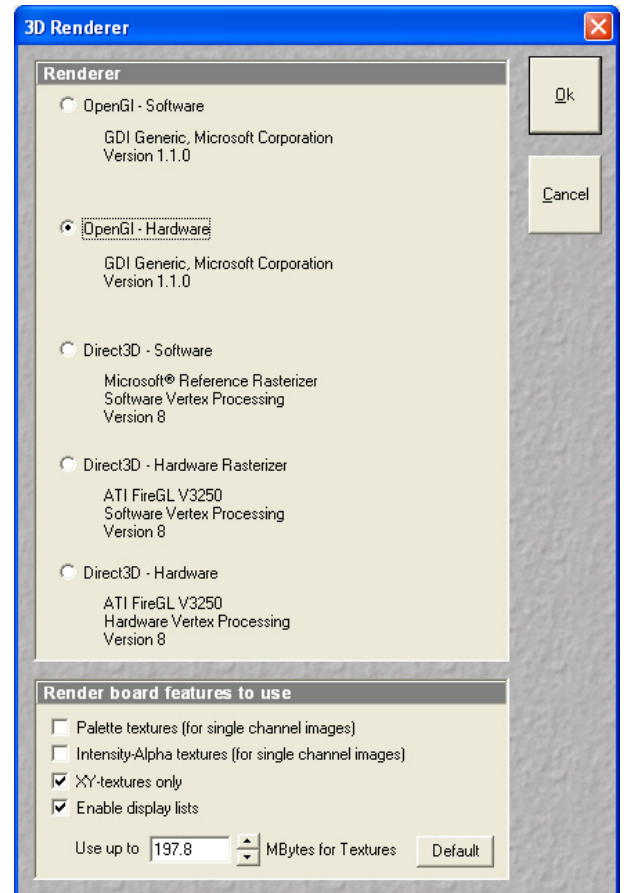 3D Renderer
Renderer
OpenGl - Software
GDI Generic, Microsoft Corporation
Version 1.1.0
OpenGl - Hardware
GDI Generic, Microsoft Corporation
Version 1.1.0
Direct3D - Software
Microsoft® Reference Rasterizer
Software Vertex Processing
Version 8
Direct3D - Hardware Rasterizer
ATI FireGL V3250
Software Vertex Processing
Version 8
Direct3D - Hardware
ATI FireGL V3250
Hardware Vertex Processing
Version 8
Ok
Cancel
Render board features to use
Palette textures (for single channel images)
Intensity-Alpha textures (for single channel images)
XY-textures only
Enable display lists
Use up to 197.8 MBytes for Textures Default